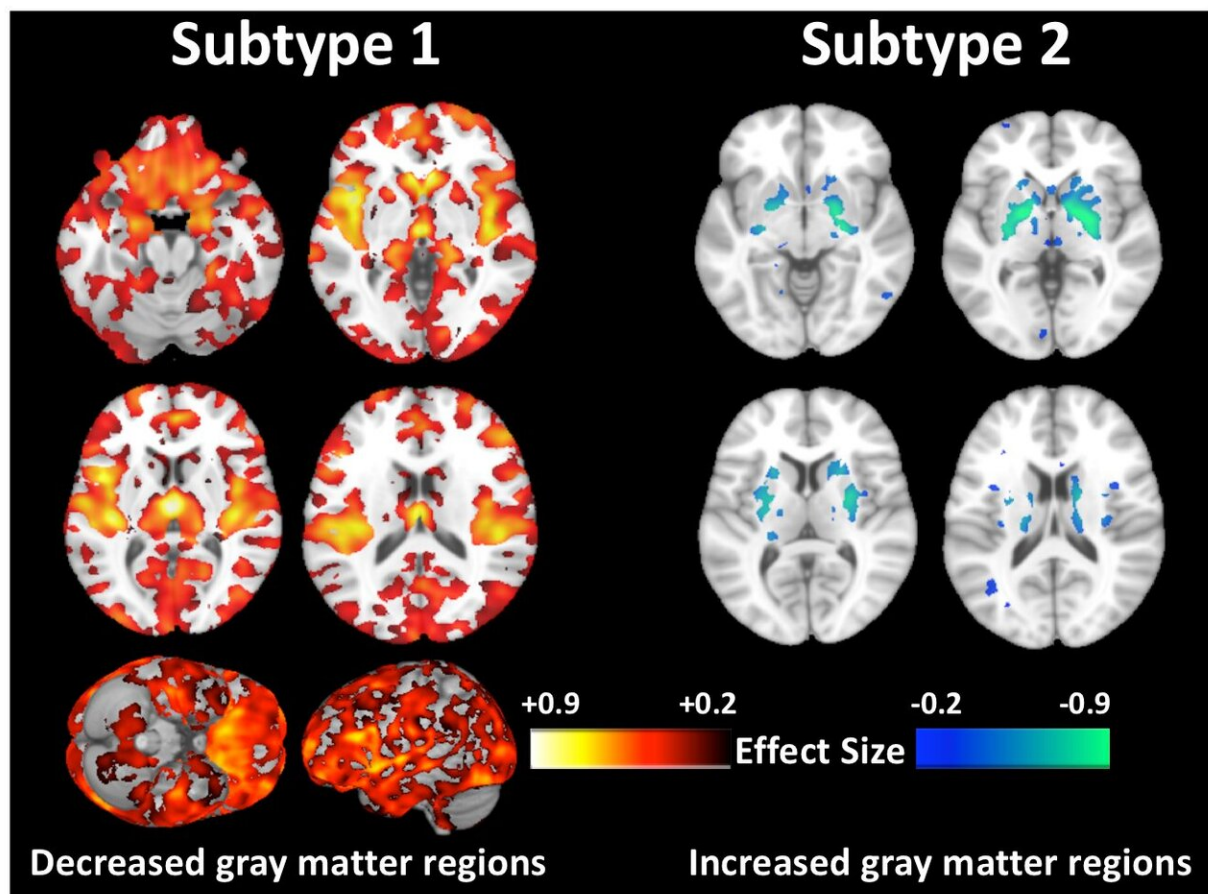 Subtype 1
Subtype 2
+0.9
+0.2
-0.2
-0.9
Effect Size
Decreased gray matter regions
Increased gray matter regions